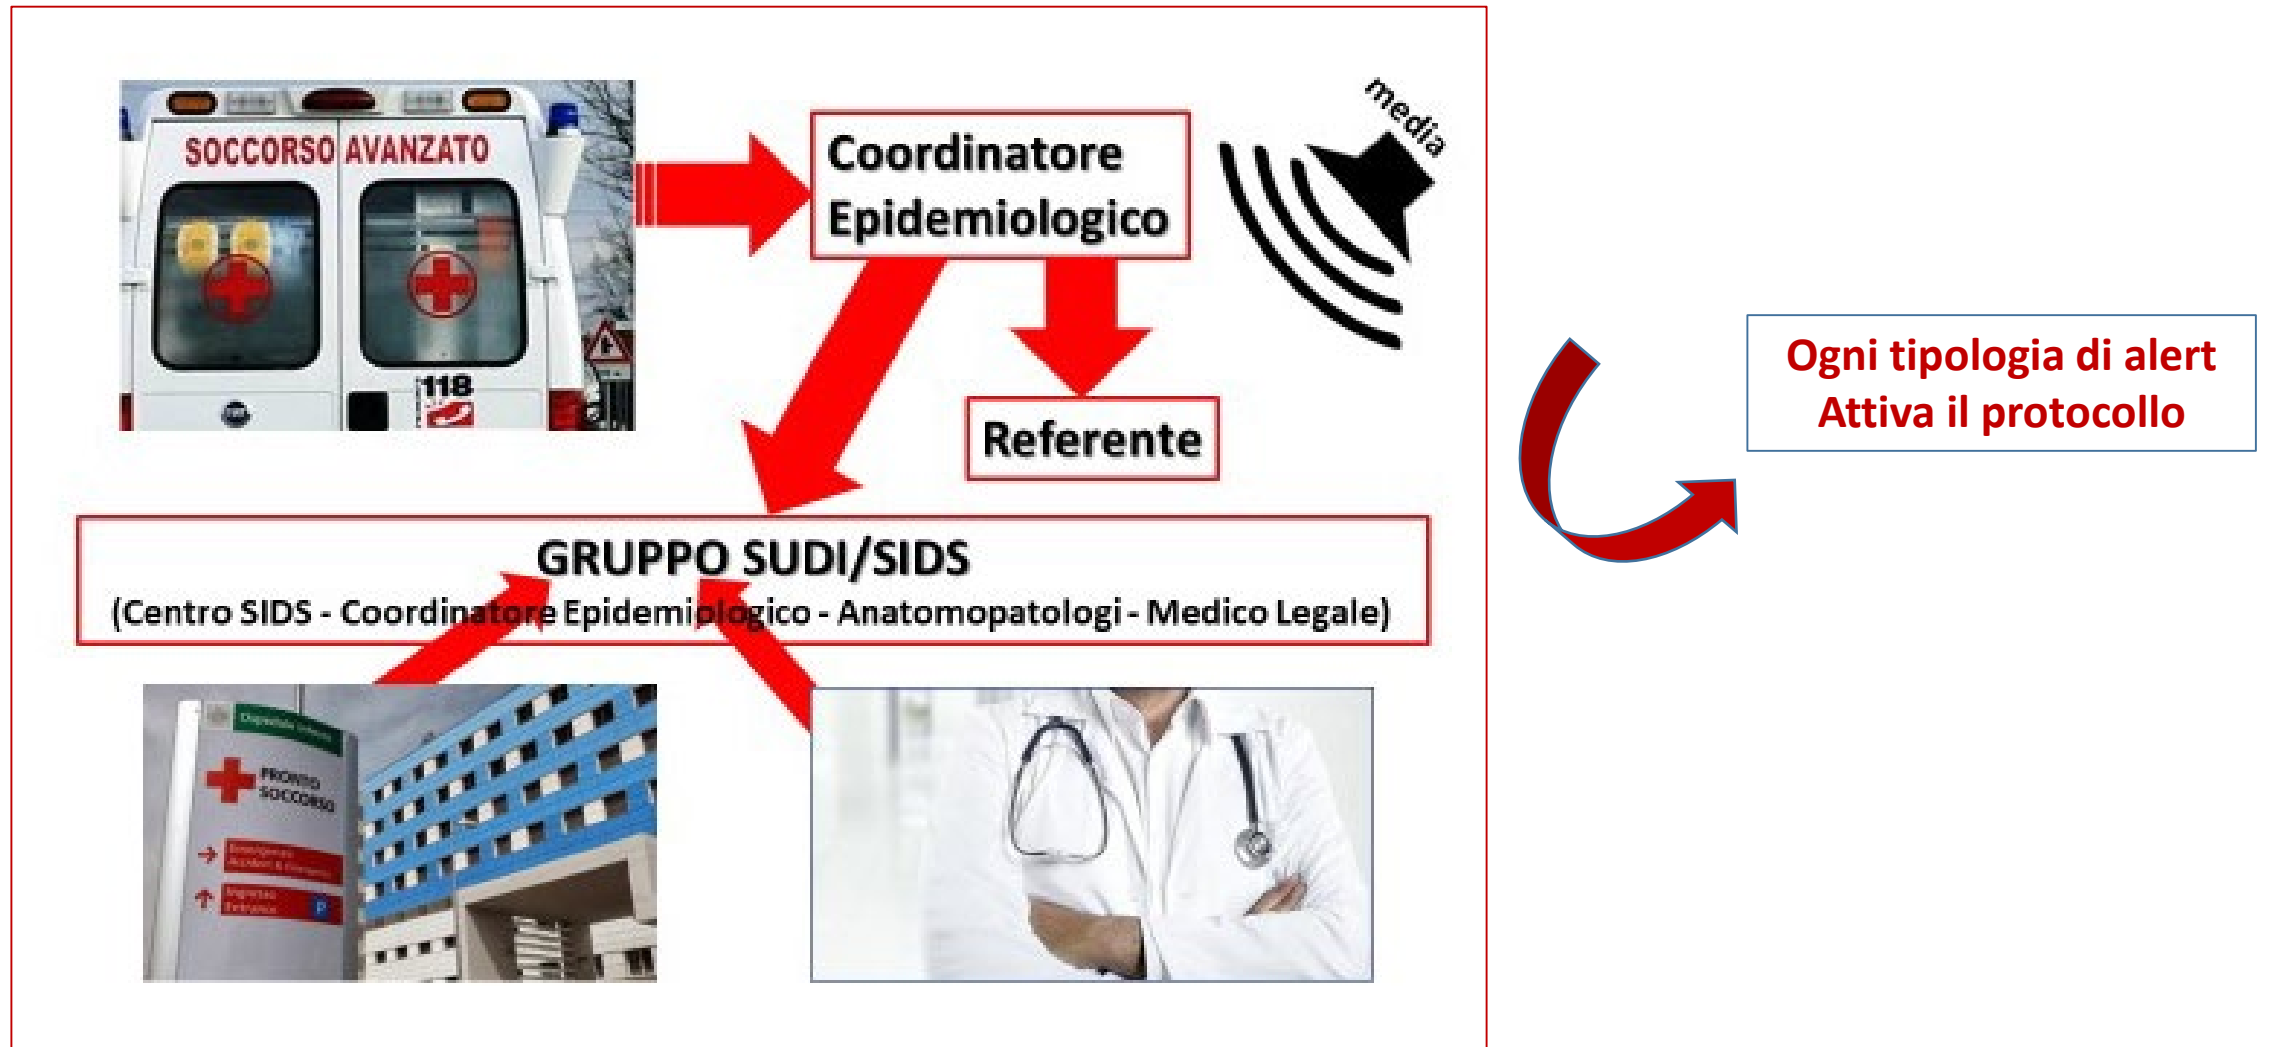 SOCCORSO AVANZATO
118
Coordinatore
Epidemiologico
media
Referente
Ogni tipologia di alert
Attiva il protocollo
GRUPPO SUDI/SIDS
(Centro SIDS - Coordinatore Epidemiologico - Anatomopatologi - Medico Legale)
PRONTO
SOCCORSO
P